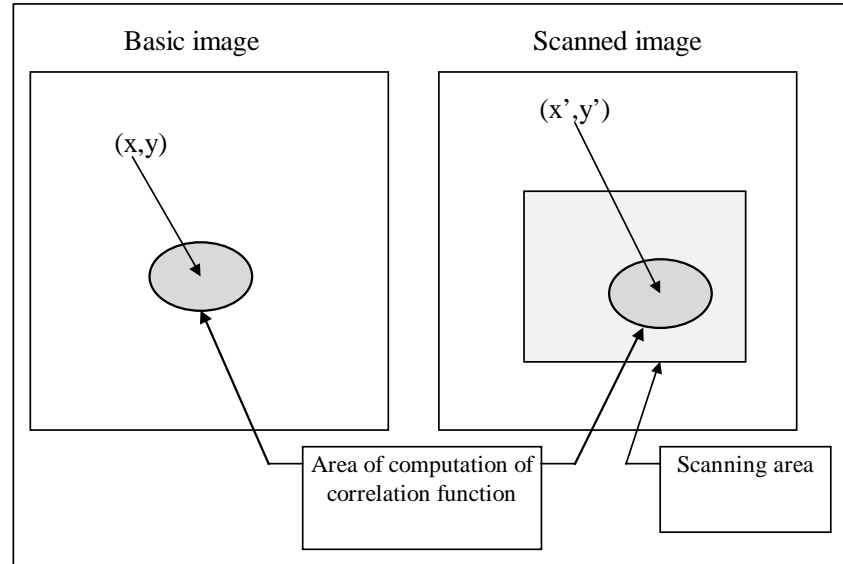 Basic image
Scanned image
(x,y)
(x’,y’)
Area of computation of
correlation function
Scanning area